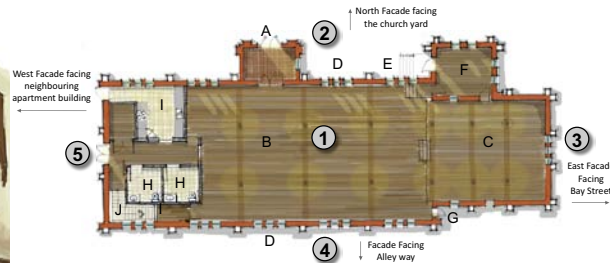 North Facade facing
the church yard
A
2
D
E
F
West Facade facing
neighbouring
apartment building
I
B
1
C
3
5
H
H
East Facade
Facing
Bay Street
J
I
G
D
4
Facade Facing
Alley way